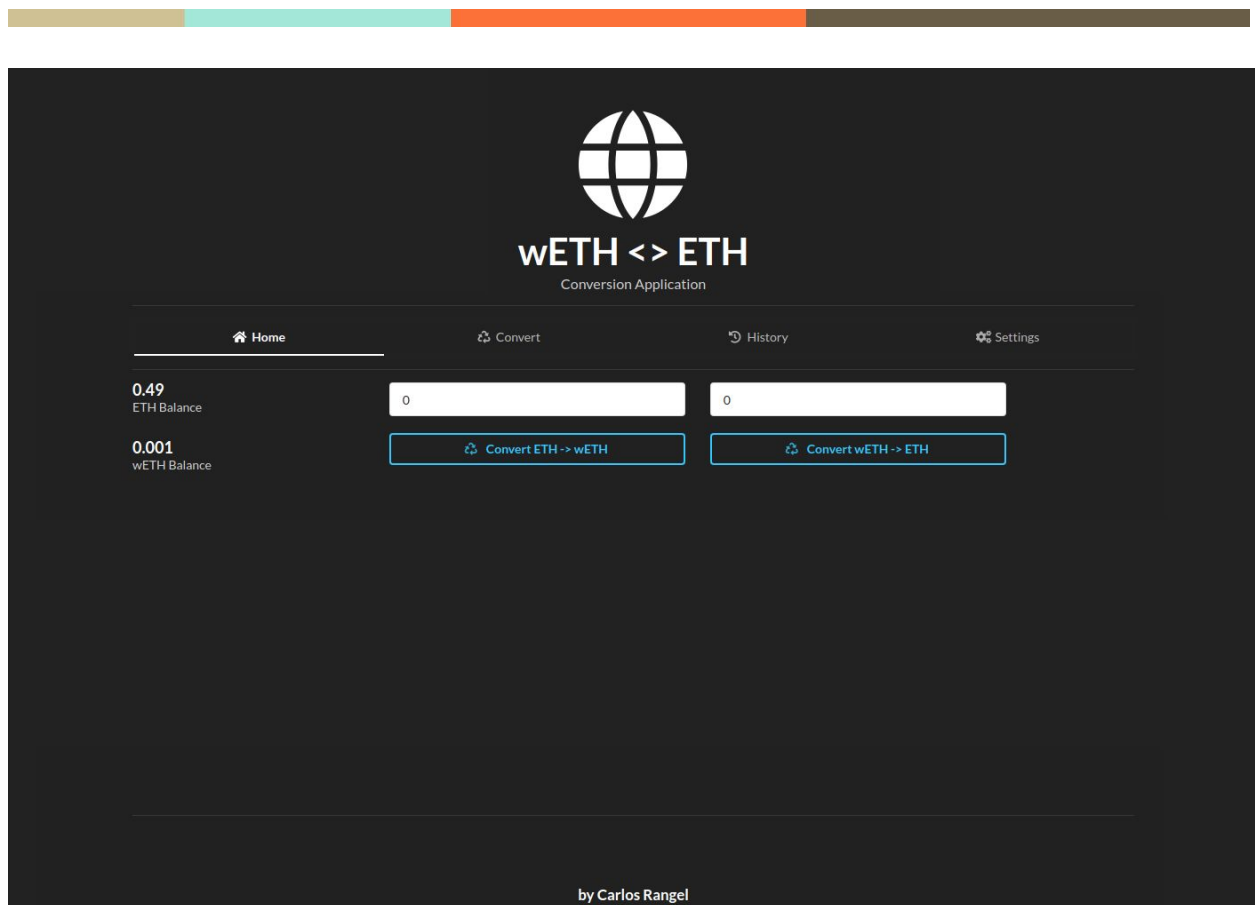 wETH <> ETH
Conversion Application
Home Convert History Settings
0.49
ETH Balance
0 0
0.001
wETH Balance
Convert ETH -> wETH Convert wETH -> ETH
by Carlos Rangel